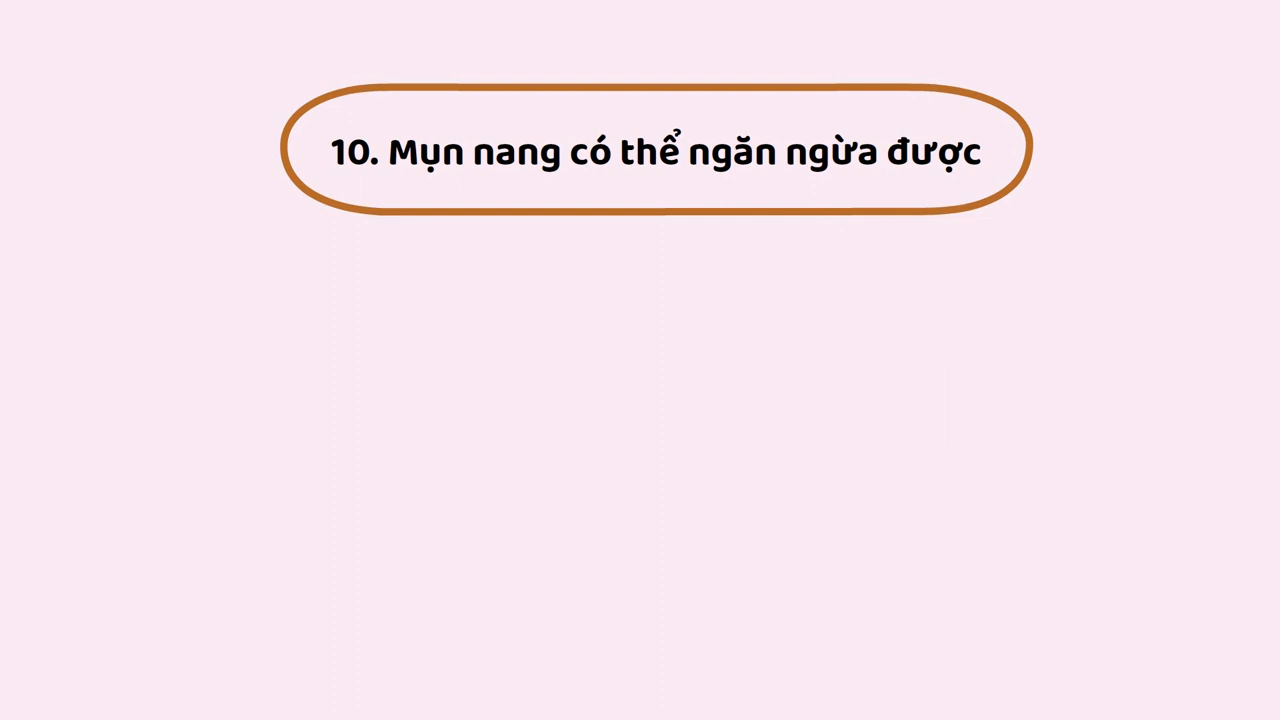 10. Mụn nang có thể ngăn ngừa được